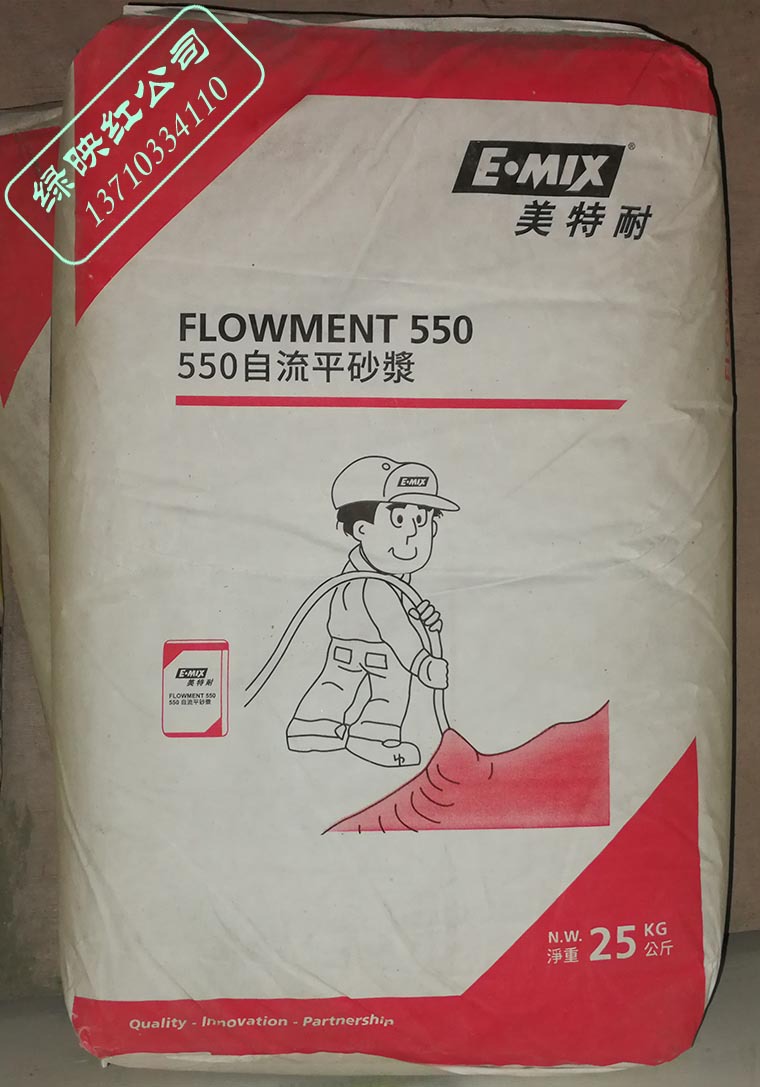 绿映红公司
13710334110
E·MIX®
美特耐
FLOWMENT 550
550自流平砂漿
E·MIX
E·MIX
美特耐
FLOWMENT 550
550自流平砂漿
N.W. 25 KG
淨重 公斤
Quality - Innovation - Partnership